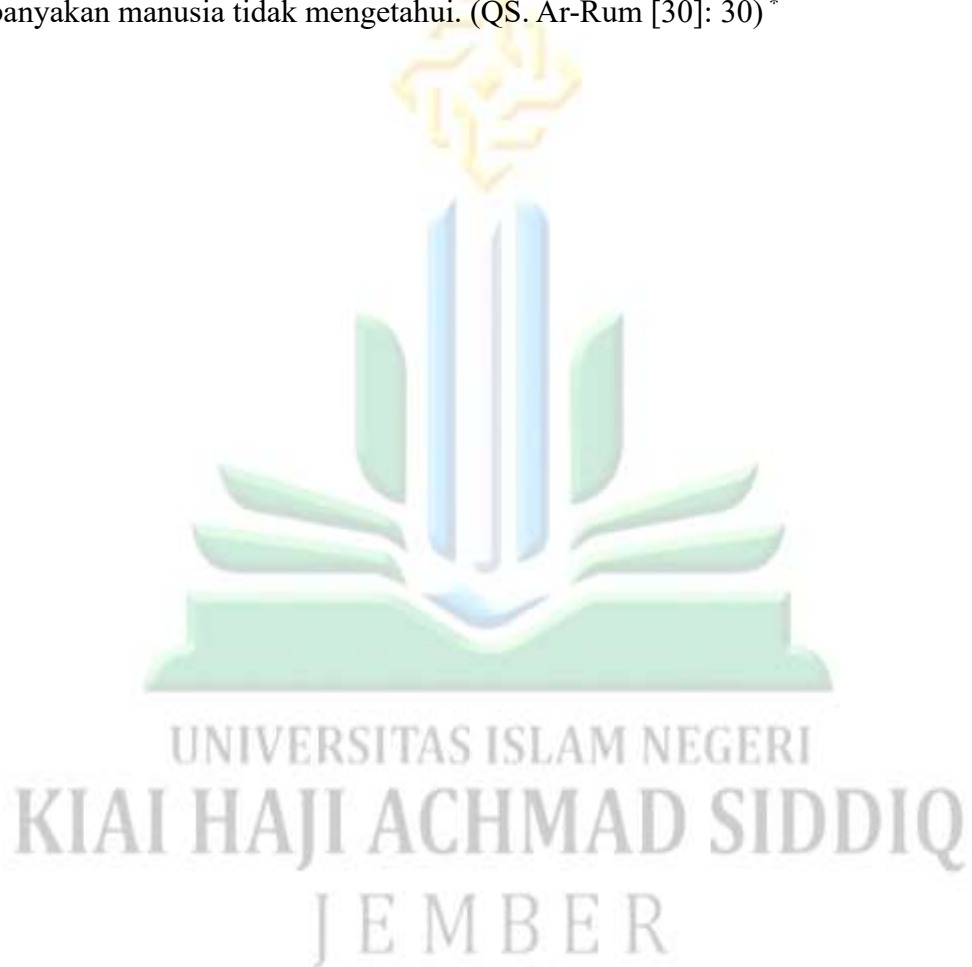 banyakan manusia tidak mengetahui. (QS. Ar-Rum [30]: 30) *
UNIVERSITAS ISLAM NEGERI
KIAI HAJI ACHMAD SIDDIQ
JEMBER